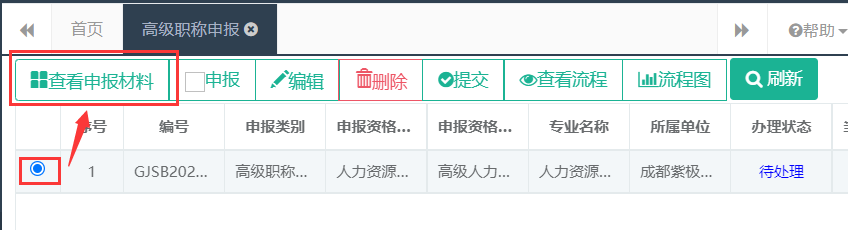 首页 高级职称申报 帮助
查看申报材料 申报 编辑 删除 提交 查看流程 流程图 刷新
序号 编号 申报类别 申报资格... 申报资格... 专业名称 所属单位 办理状态
1 GJSB202... 高级职称... 人力资源... 高级人力... 人力资源... 成都紫极... 待处理